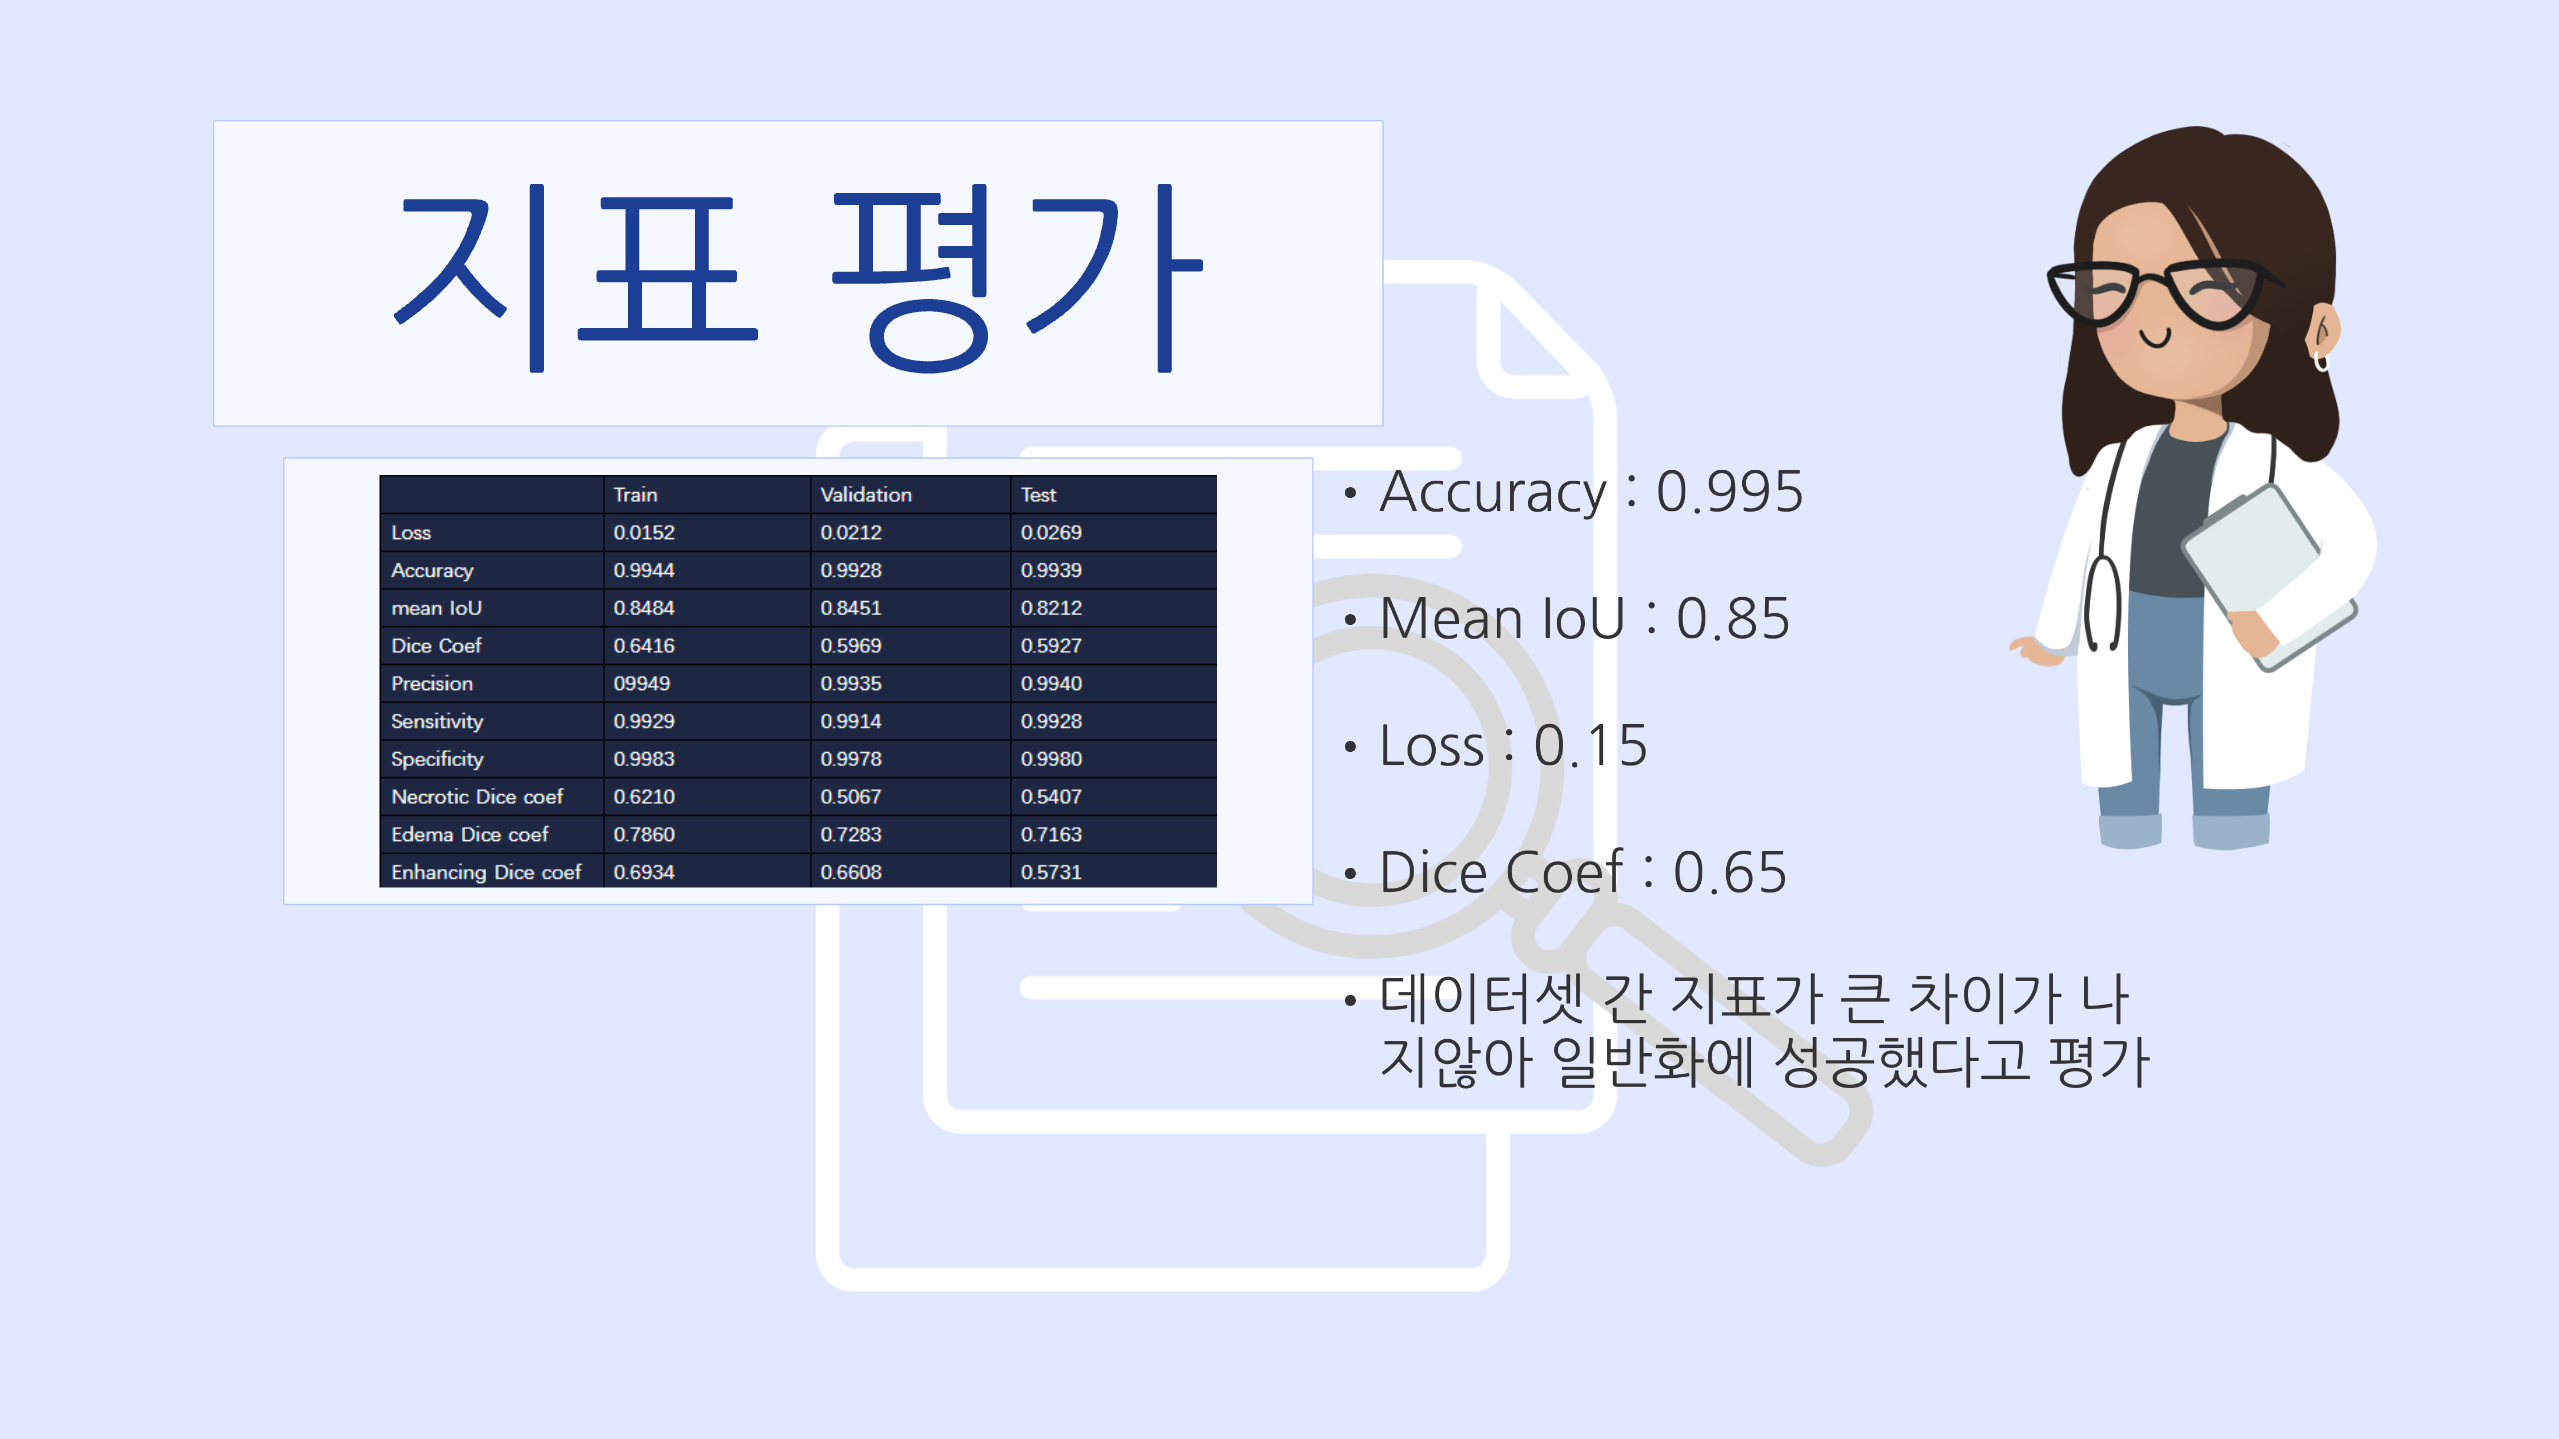 지표 평가
Train Validation Test
Loss 0.0152 0.0212 0.0269
Accuracy 0.9944 0.9928 0.9939
mean IoU 0.8484 0.8451 0.8212
Dice Coef 0.6416 0.5969 0.5927
Precision 09949 0.9935 0.9940
Sensitivity 0.9929 0.9914 0.9928
Specificity 0.9983 0.9978 0.9980
Necrotic Dice coef 0.6210 0.5067 0.5407
Edema Dice coef 0.7860 0.7283 0.7163
Enhancing Dice coef 0.6934 0.6608 0.5731
• Accuracy : 0.995
• Mean IoU : 0.85
• Loss : 0.15
• Dice Coef : 0.65
• 데이터셋 간 지표가 큰 차이가 나
지않아 일반화에 성공했다고 평가